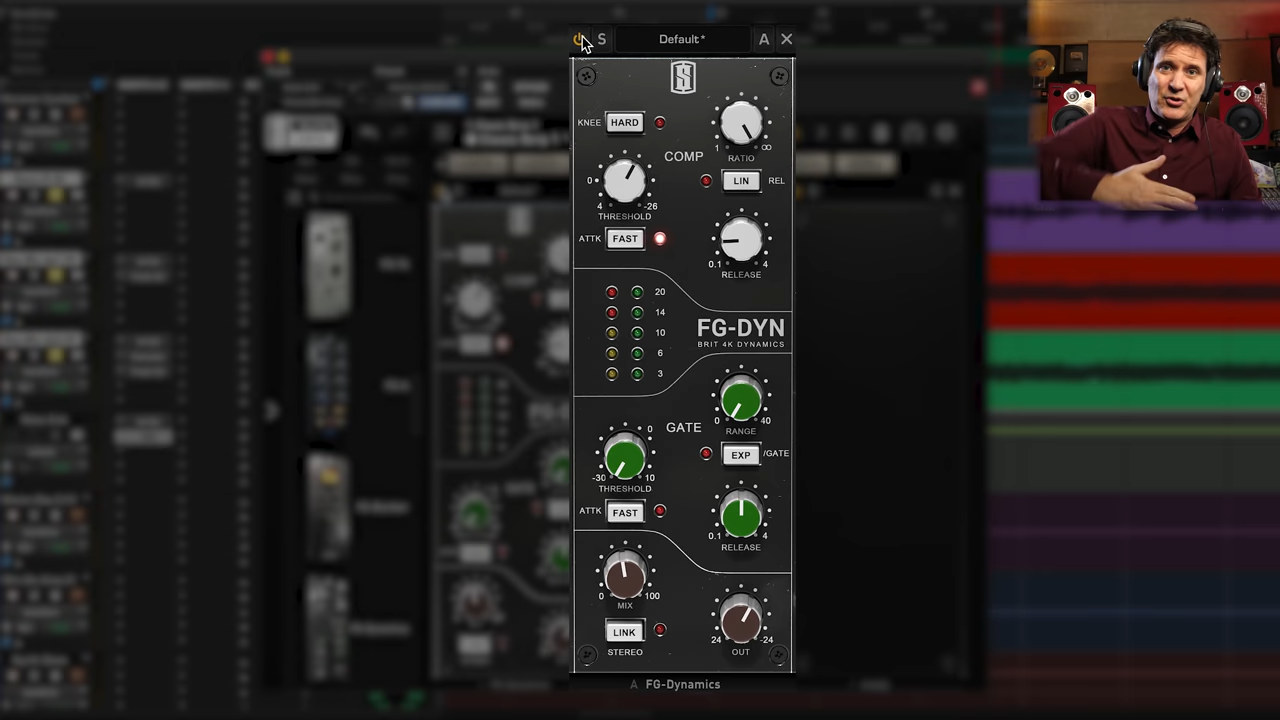 S Default* A
KNEE HARD
1 ∞
RATIO
COMP
LIN REL
0
4 -26
THRESHOLD
ATTK FAST
0.1 4
RELEASE
20
14
10
6
3
FG-DYN
BRIT 4K DYNAMICS
0 40
RANGE
GATE
EXP /GATE
0
-30 10
THRESHOLD
ATTK FAST
0.1 4
RELEASE
0 100
MIX
LINK
STEREO
24 -24
OUT
A FG-Dynamics